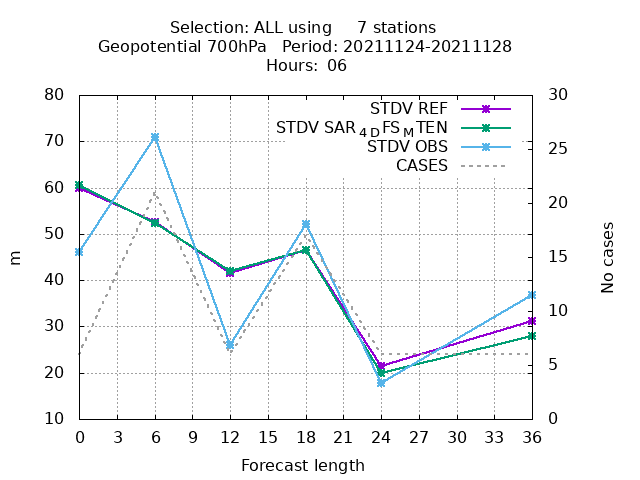 Selection: ALL using     7 stations
Geopotential 700hPa   Period: 20211124-20211128
Hours: 06
80
70
60
50
40
30
20
10
30
25
20
15
10
5
0
STDV REF
STDV SAR4DFSMTEN
STDV OBS
CASES
m
No cases
0 3 6 9 12 15 18 21 24 27 30 33 36
Forecast length